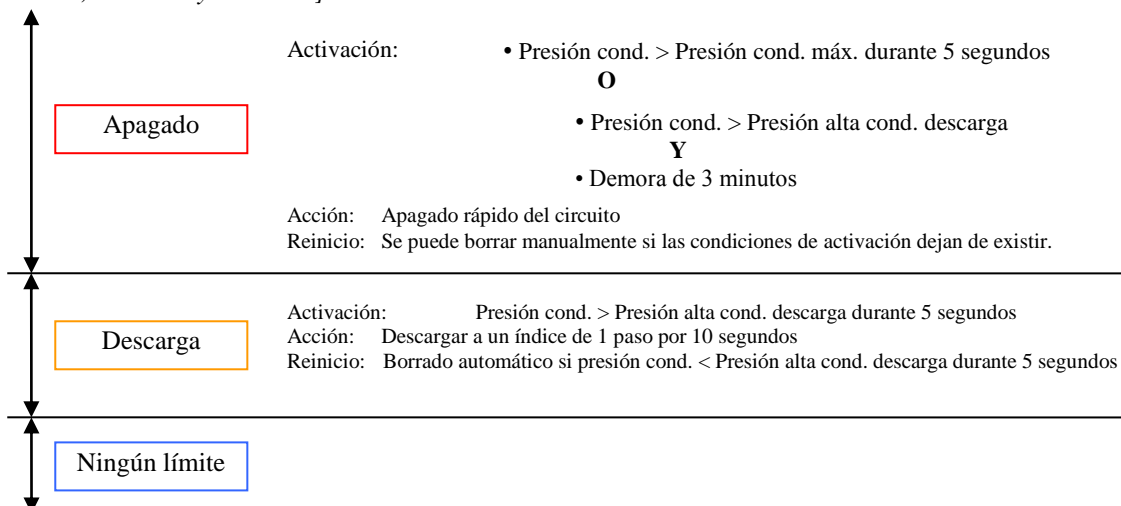 Activación: • Presión cond. > Presión cond. máx. durante 5 segundos
O
Apagado
• Presión cond. > Presión alta cond. descarga
Y
• Demora de 3 minutos
Acción: Apagado rápido del circuito
Reinicio: Se puede borrar manualmente si las condiciones de activación dejan de existir.
Activación: Presión cond. > Presión alta cond. descarga durante 5 segundos
Descarga
Acción: Descargar a un índice de 1 paso por 10 segundos
Reinicio: Borrado automático si presión cond. < Presión alta cond. descarga durante 5 segundos
Ningún límite